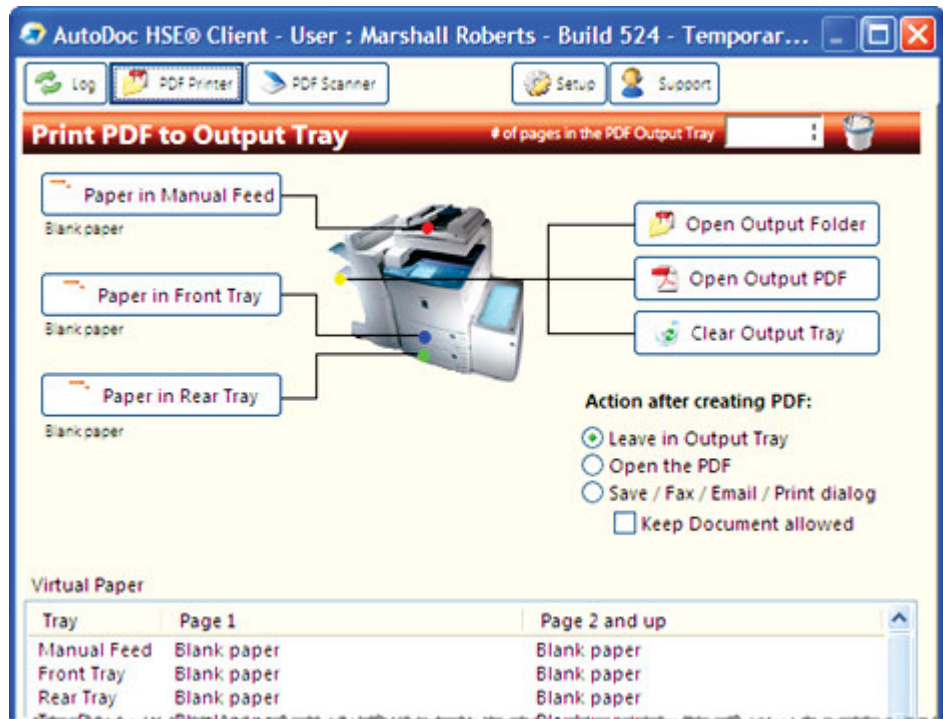 AutoDoc HSE® Client - User : Marshall Roberts - Build 524 - Temporar...
Log PDF Printer PDF Scanner Setup Support
Print PDF to Output Tray # of pages in the PDF Output Tray
Paper in Manual Feed
Blank paper
Open Output Folder
Open Output PDF
Paper in Front Tray
Blank paper
Clear Output Tray
Paper in Rear Tray
Blank paper
Action after creating PDF:
Leave in Output Tray
Open the PDF
Save / Fax / Email / Print dialog
Keep Document allowed
Virtual Paper
Tray Page 1 Page 2 and up
Manual Feed Blank paper Blank paper
Front Tray Blank paper Blank paper
Rear Tray Blank paper Blank paper